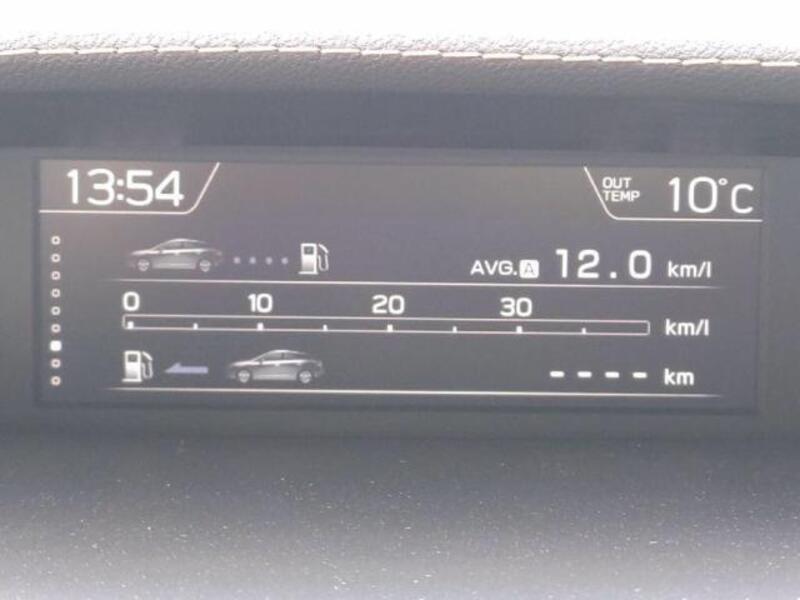 13:54
OUT TEMP 10°C
AVG. A 12.0 km/l
0 10 20 30
km/l
---- km